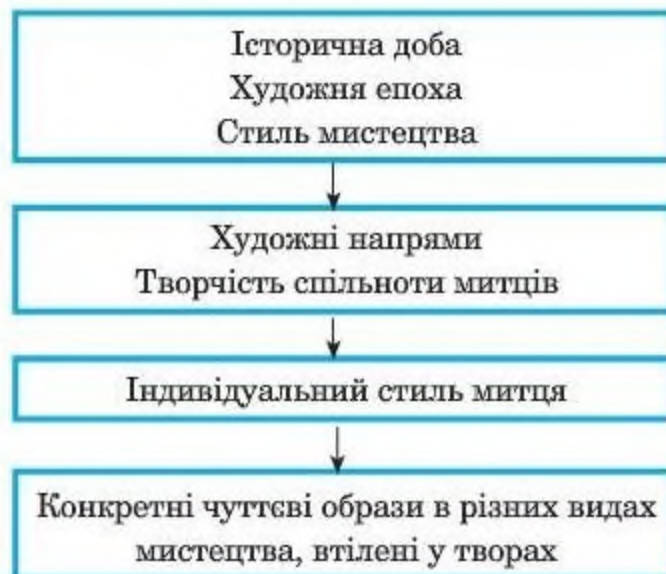 Історична доба
Художня епоха
Стиль мистецтва
Художні напрями
Творчість спільноти митців
Індивідуальний стиль митця
Конкретні чуттєві образи в різних видах
мистецтва, втілені у творах